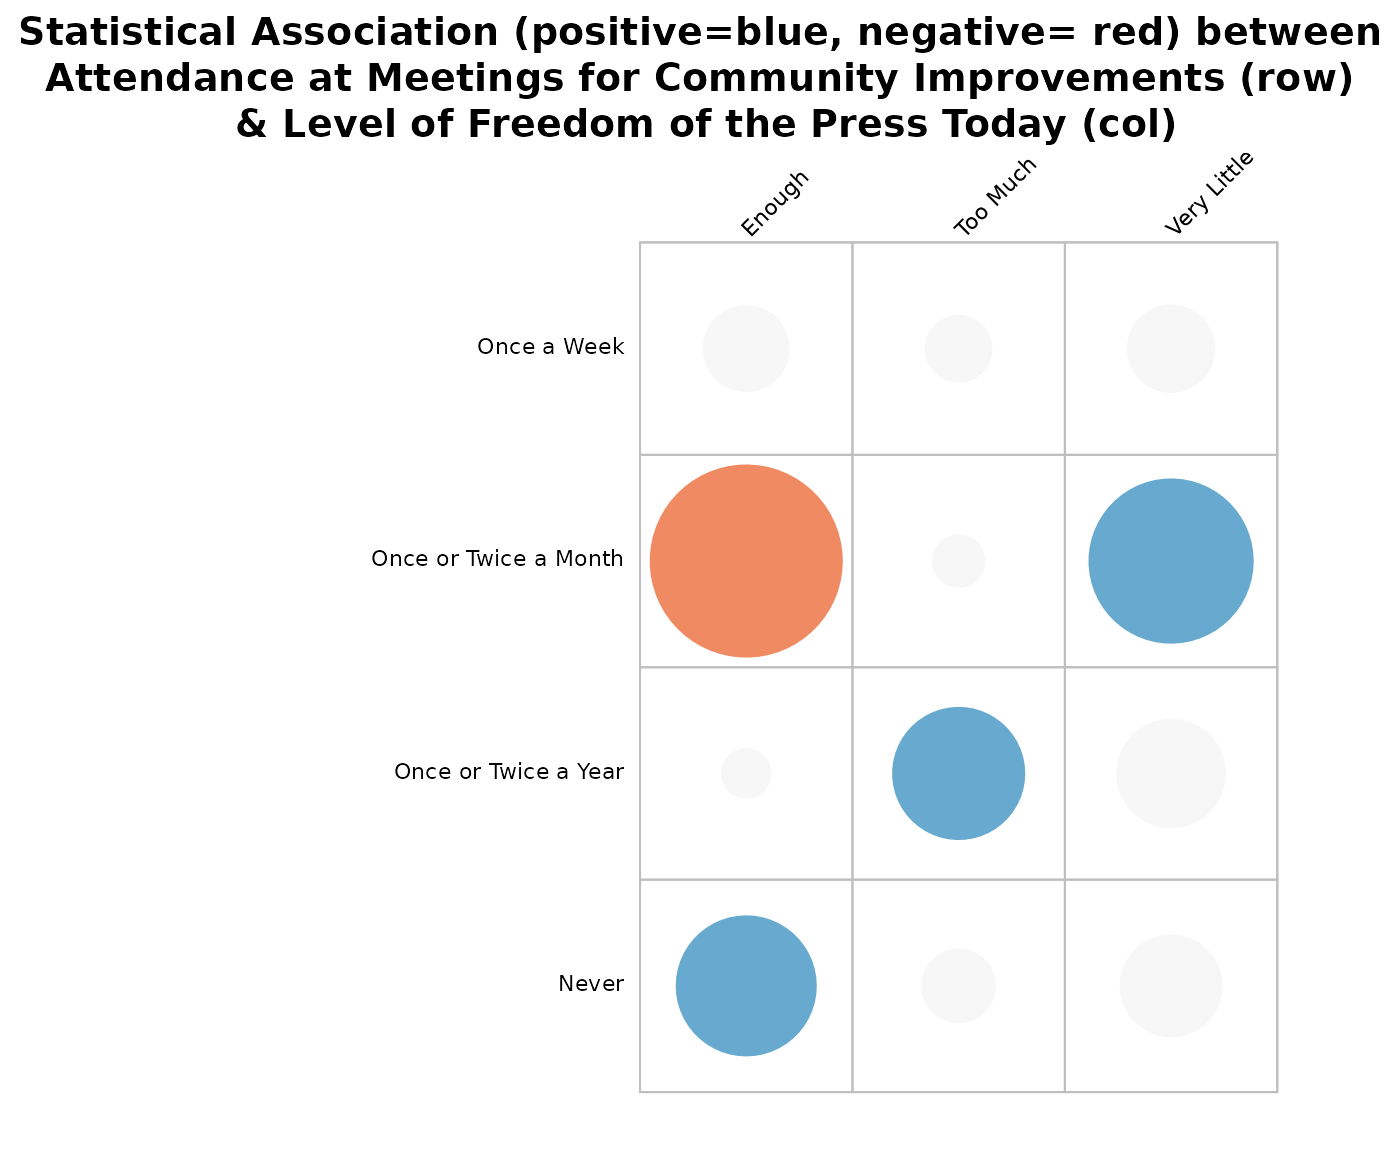 Statistical Association (positive=blue, negative= red) between
Attendance at Meetings for Community Improvements (row)
& Level of Freedom of the Press Today (col)
Enough
Too Much
Very Little
Once a Week
Once or Twice a Month
Once or Twice a Year
Never